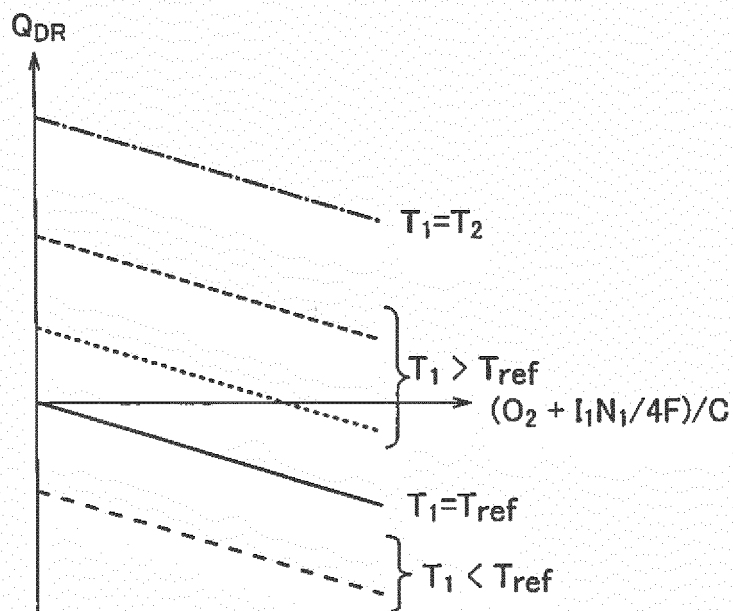 Q_DR
T₁=T₂
T₁ > T_ref
(O₂ + I₁N₁/4F)/C
T₁=T_ref
T₁ < T_ref